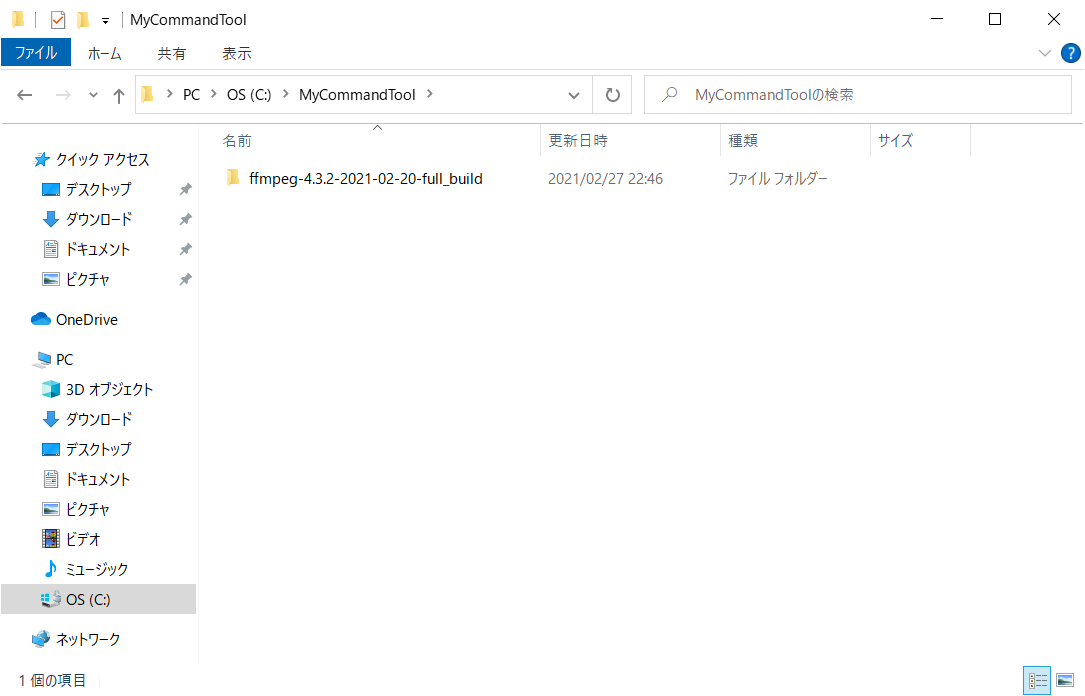 MyCommandTool
ファイル ホーム 共有 表示
PC OS (C:) MyCommandTool MyCommandToolの検索
名前 更新日時 種類 サイズ
ffmpeg-4.3.2-2021-02-20-full_build 2021/02/27 22:46 ファイル フォルダー
クイック アクセス
デスクトップ
ダウンロード
ドキュメント
ピクチャ
OneDrive
PC
3D オブジェクト
ダウンロード
デスクトップ
ドキュメント
ピクチャ
ビデオ
ミュージック
OS (C:)
ネットワーク
1 個の項目